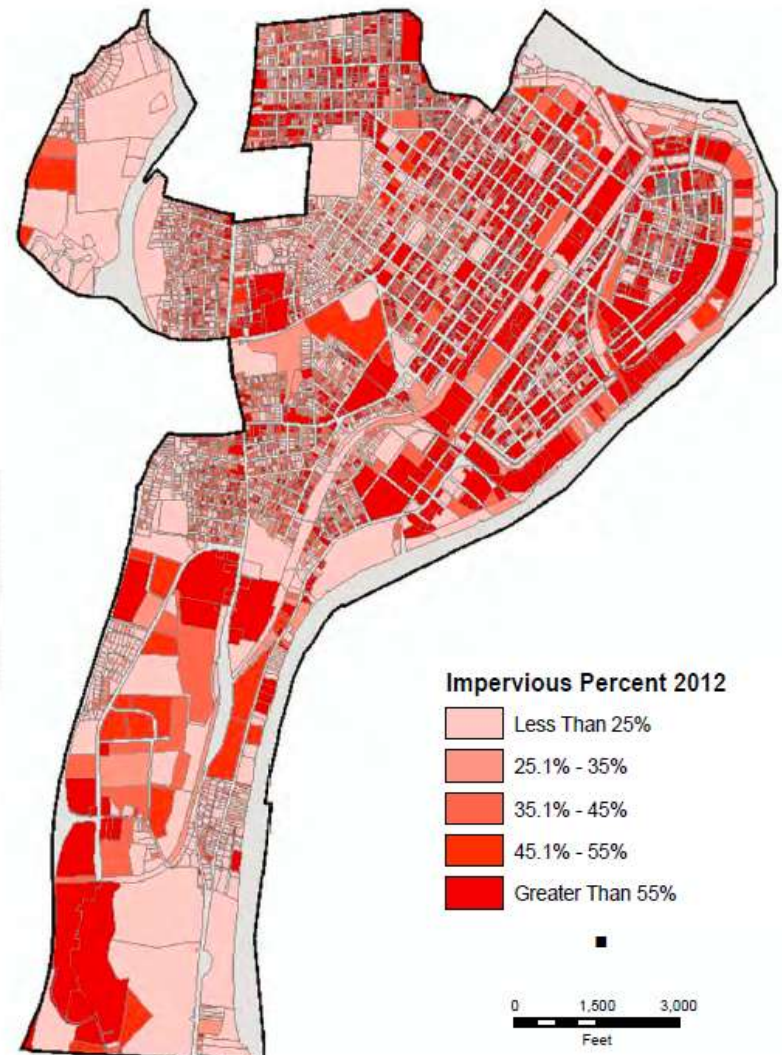 Impervious Percent 2012
Less Than 25%
25.1% - 35%
35.1% - 45%
45.1% - 55%
Greater Than 55%
0 1,500 3,000
Feet